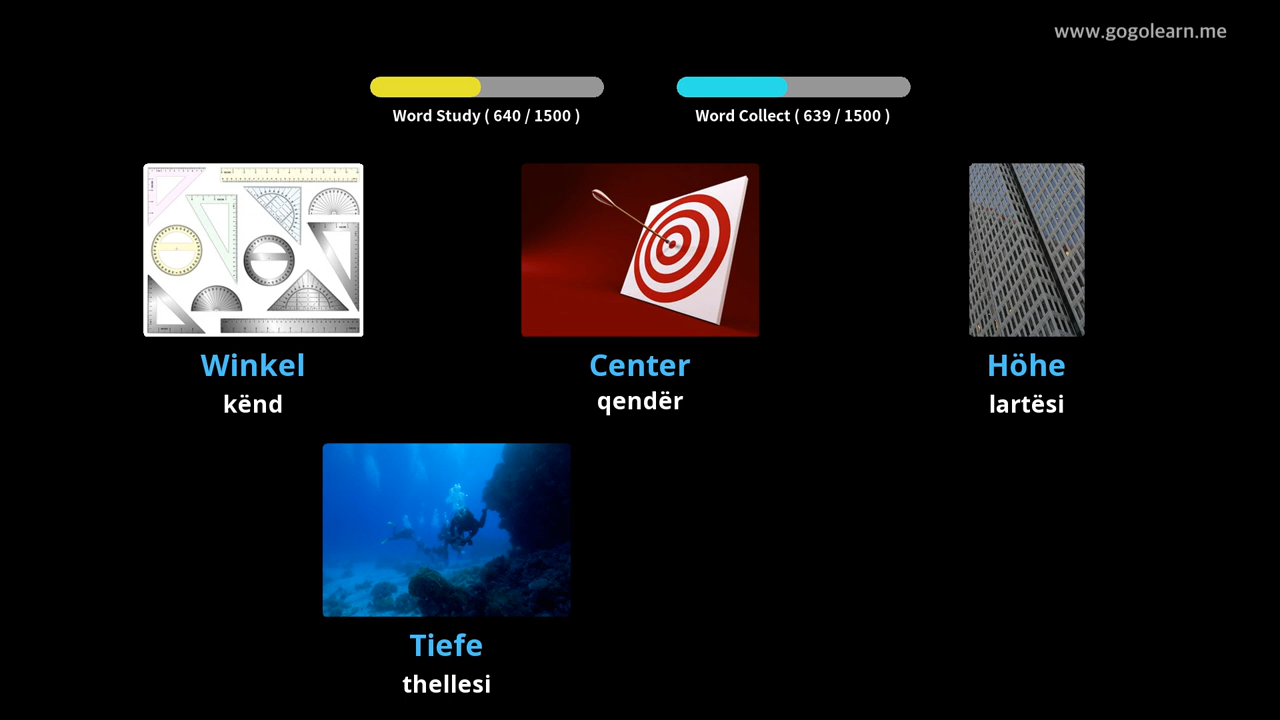 www.gogolearn.me
Word Study ( 640 / 1500 )
Word Collect ( 639 / 1500 )
Winkel
kënd
Center
qendër
Höhe
lartësi
Tiefe
thellesi